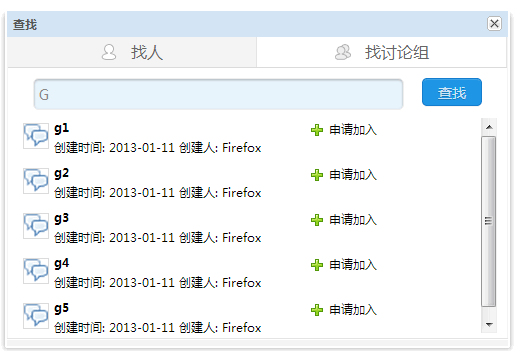 查找
找人 找讨论组
G 查找
g1 申请加入
创建时间: 2013-01-11 创建人: Firefox
g2 申请加入
创建时间: 2013-01-11 创建人: Firefox
g3 申请加入
创建时间: 2013-01-11 创建人: Firefox
g4 申请加入
创建时间: 2013-01-11 创建人: Firefox
g5 申请加入
创建时间: 2013-01-11 创建人: Firefox